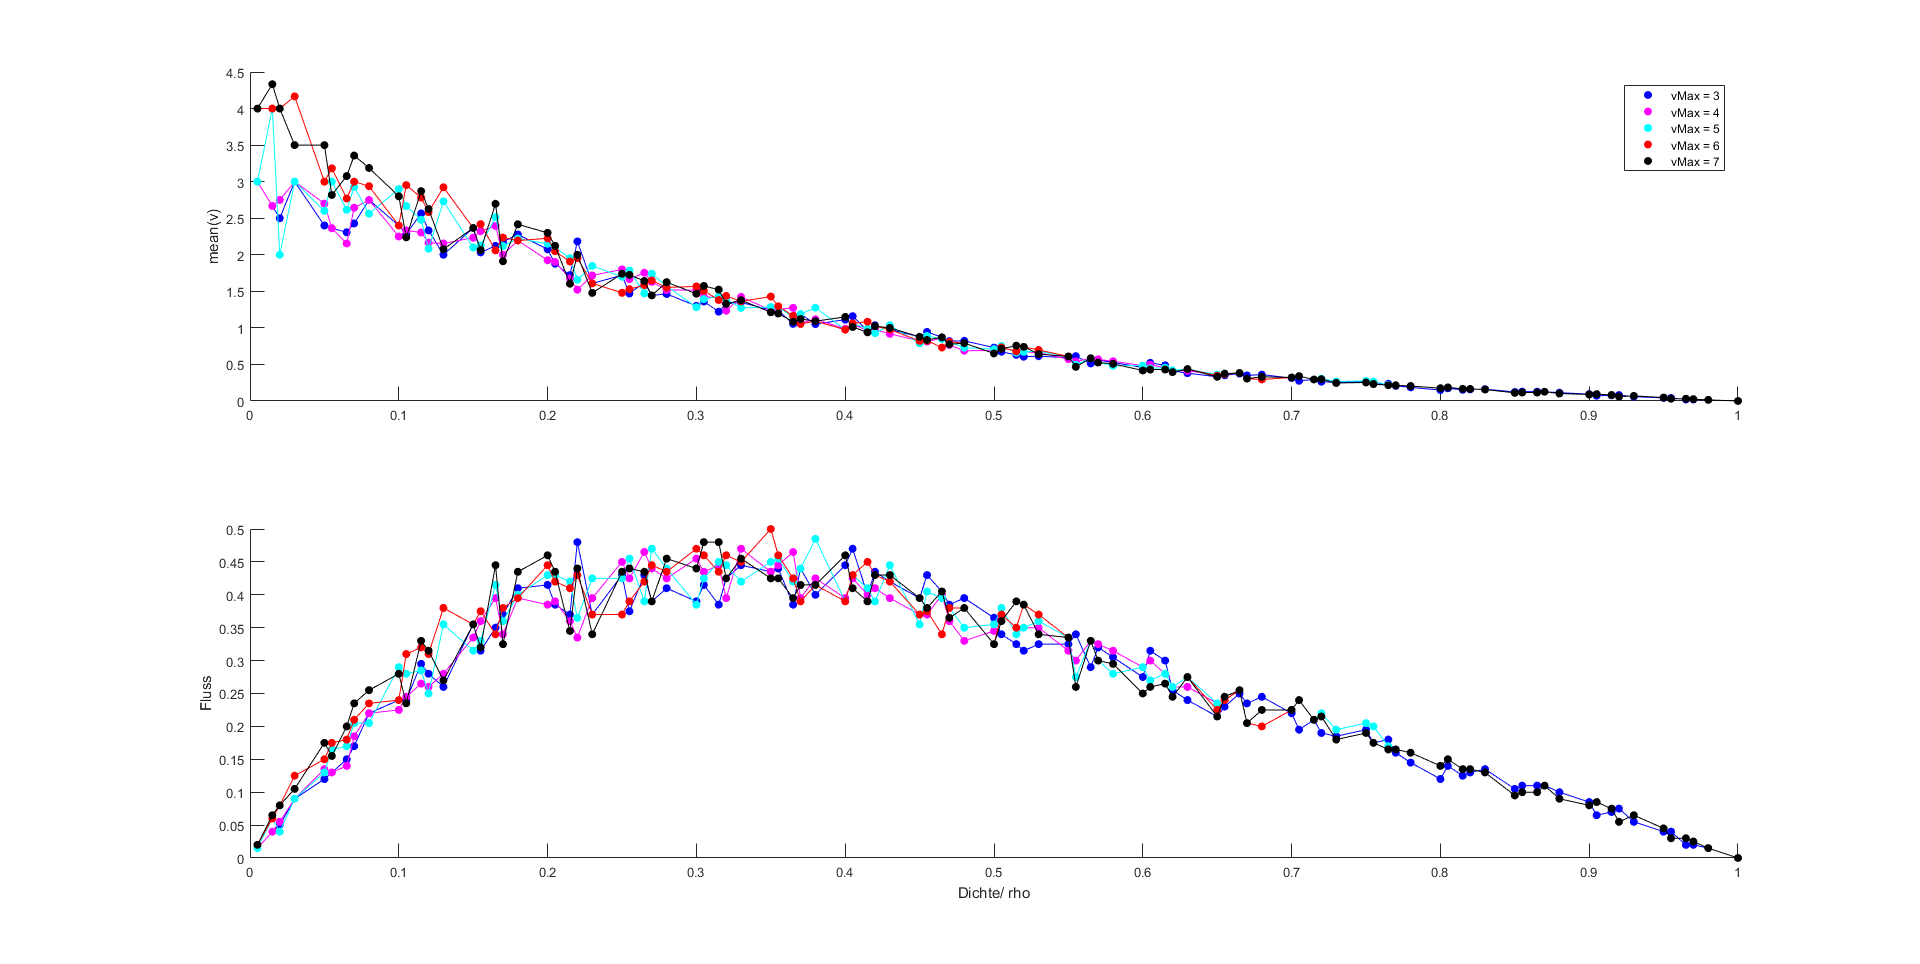 4.5
4
3.5
3
2.5
2
1.5
1
0.5
0
mean(v)
0 0.1 0.2 0.3 0.4 0.5 0.6 0.7 0.8 0.9 1
vMax = 3
vMax = 4
vMax = 5
vMax = 6
vMax = 7
0.5
0.45
0.4
0.35
0.3
0.25
0.2
0.15
0.1
0.05
0
Fluss
0 0.1 0.2 0.3 0.4 0.5 0.6 0.7 0.8 0.9 1
Dichte/ rho